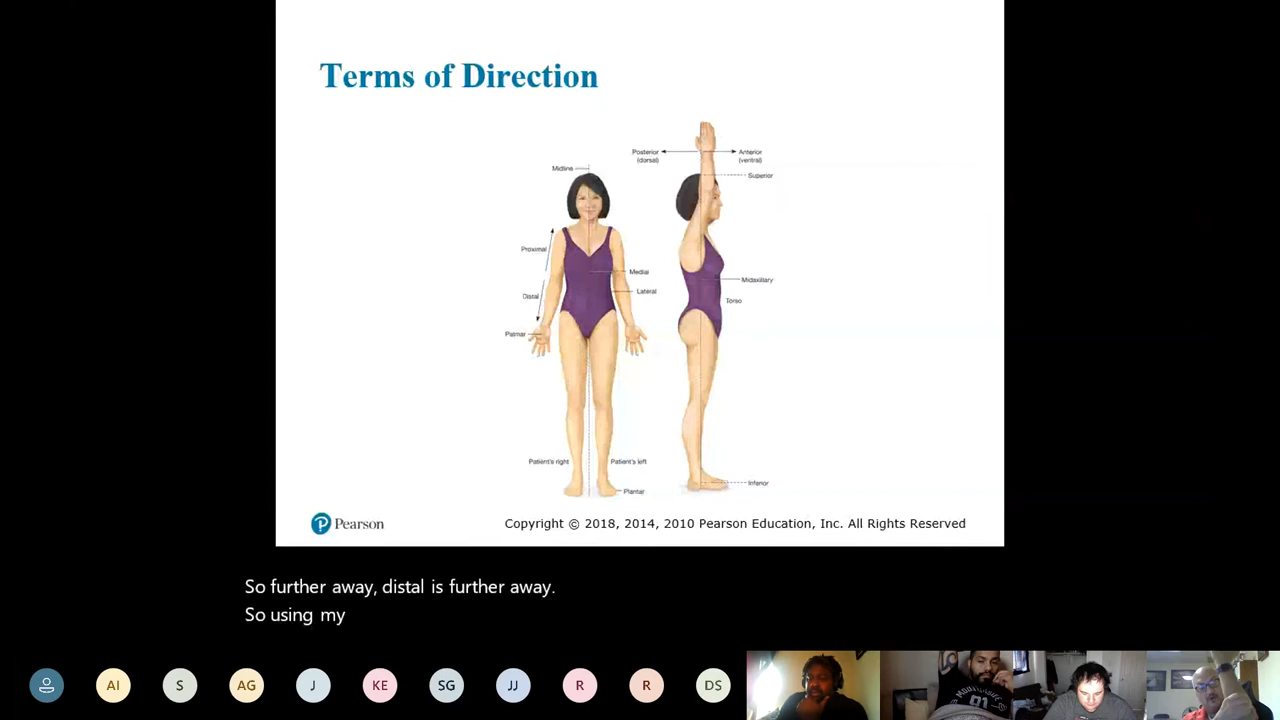 Terms of Direction
Posterior
(dorsal)
Anterior
(ventral)
Midline
Superior
Proximal
Medial
Midaxillary
Lateral
Distal
Torso
Palmar
Patient's right
Patient's left
Inferior
Plantar
Pearson
Copyright © 2018, 2014, 2010 Pearson Education, Inc. All Rights Reserved
So further away, distal is further away.
So using my
AI
S
AG
J
KE
SG
JJ
R
R
DS